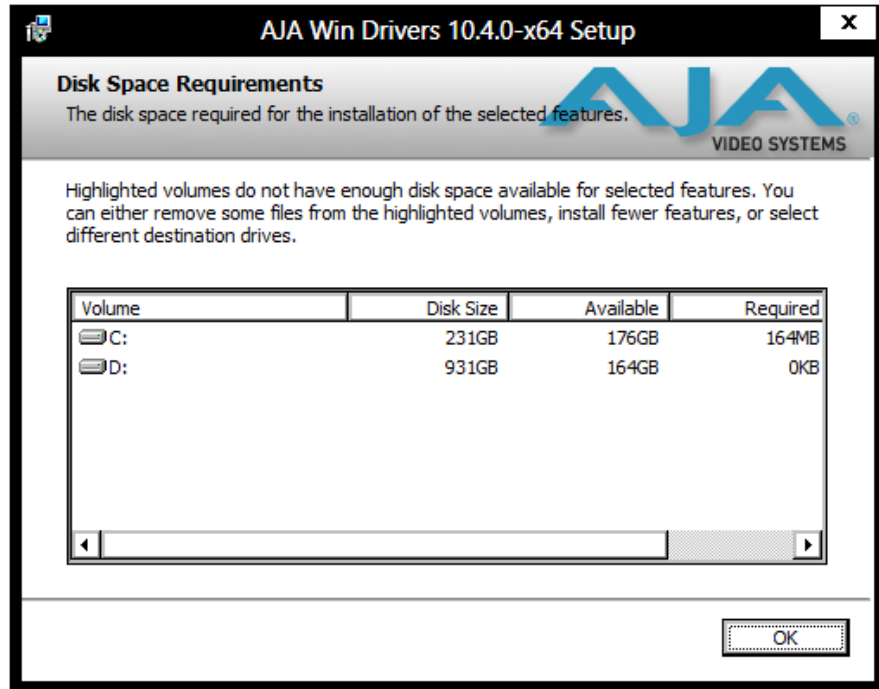 AJA Win Drivers 10.4.0-x64 Setup
x
Disk Space Requirements
The disk space required for the installation of the selected features.
AJA
®
VIDEO SYSTEMS
Highlighted volumes do not have enough disk space available for selected features. You
can either remove some files from the highlighted volumes, install fewer features, or select
different destination drives.
Volume Disk Size Available Required
C: 231GB 176GB 164MB
D: 931GB 164GB 0KB
OK